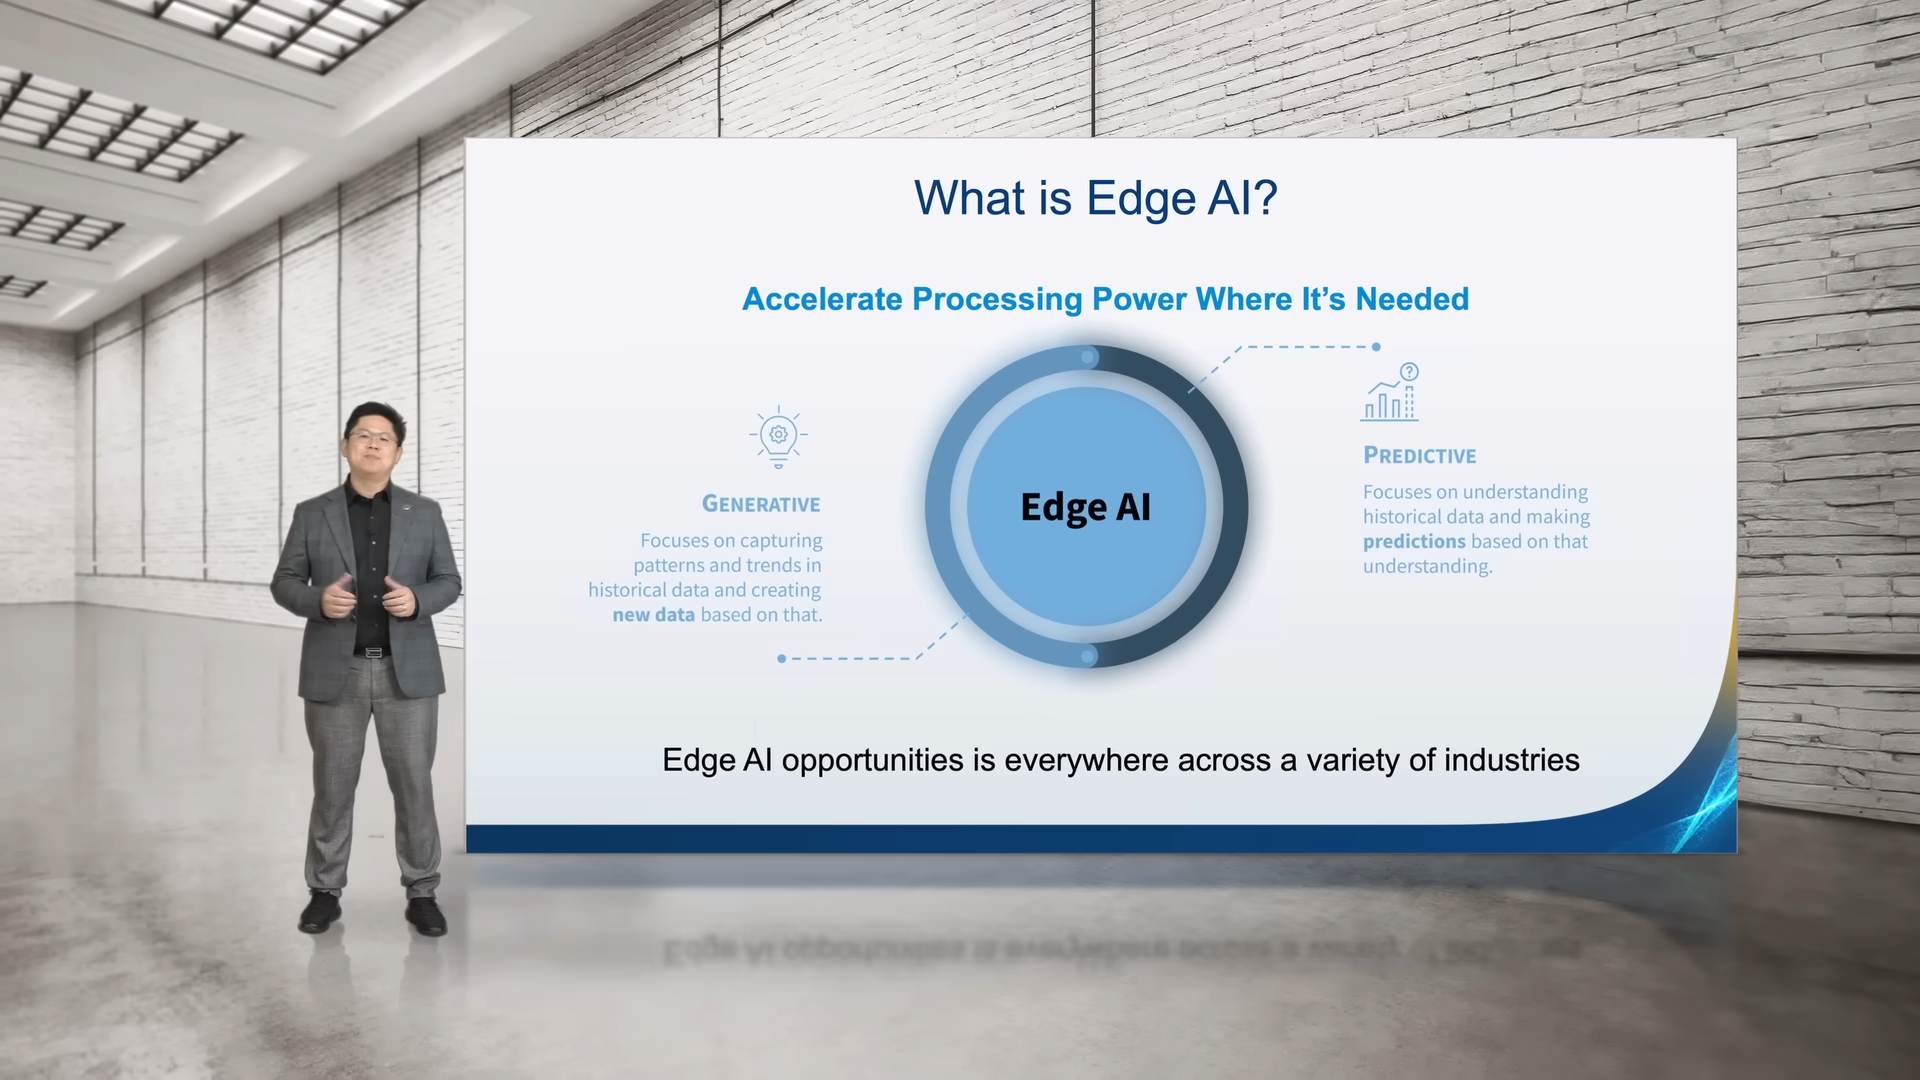 What is Edge AI?
Accelerate Processing Power Where It’s Needed
GENERATIVE
Focuses on capturing
patterns and trends in
historical data and creating
new data based on that.
Edge AI
?
PREDICTIVE
Focuses on understanding
historical data and making
predictions based on that
understanding.
Edge AI opportunities is everywhere across a variety of industries